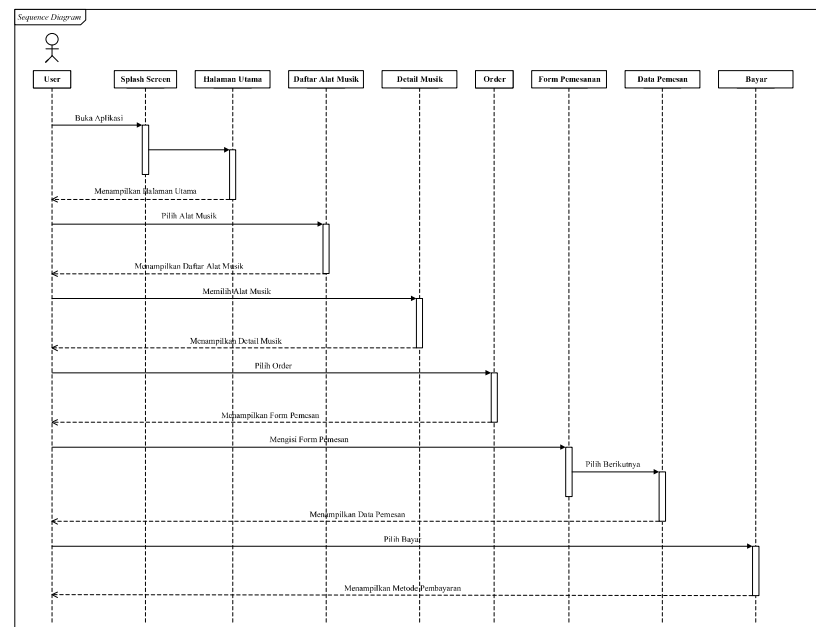 Sequence Diagram
User
Splash Screen
Halaman Utama
Daftar Alat Musik
Detail Musik
Order
Form Pemesanan
Data Pemesan
Bayar
Buka Aplikasi
Menampilkan Halaman Utama
Pilih Alat Musik
Menampilkan Daftar Alat Musik
Memilih Alat Musik
Menampilkan Detail Musik
Pilih Order
Menampilkan Form Pemesan
Mengisi Form Pemesan
Pilih Berikutnya
Menampilkan Data Pemesan
Pilih Bayar
Menampilkan Metode Pembayaran